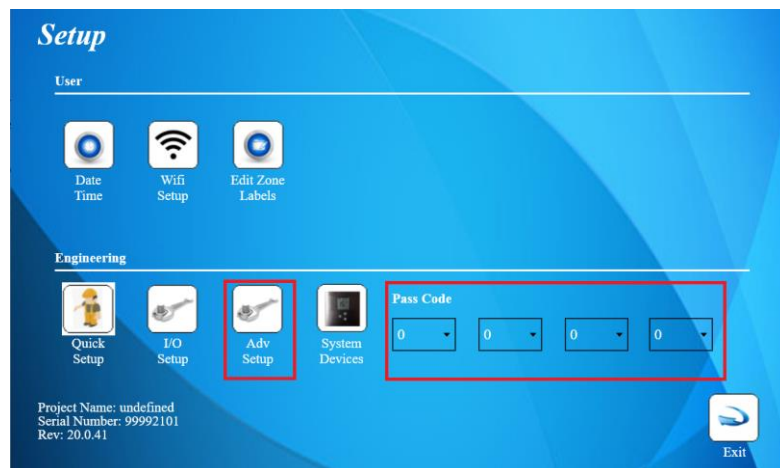 Setup
User
Date
Time
Wifi
Setup
Edit Zone
Labels
Engineering
Quick
Setup
I/O
Setup
Adv
Setup
System
Devices
Pass Code
0 0 0 0
Project Name: undefined
Serial Number: 99992101
Rev: 20.0.41
Exit